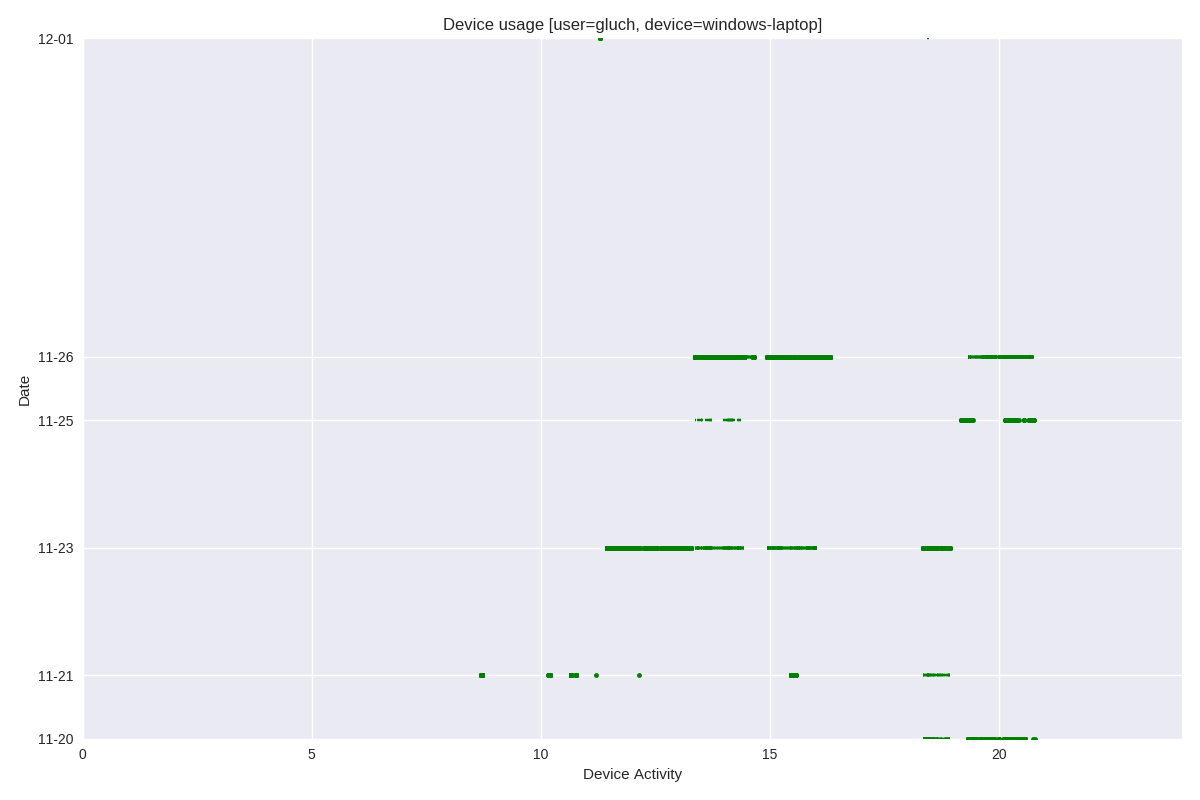 Device usage [user=gluch, device=windows-laptop]
12-01
11-26
11-25
11-23
11-21
11-20
Date
0 5 10 15 20
Device Activity